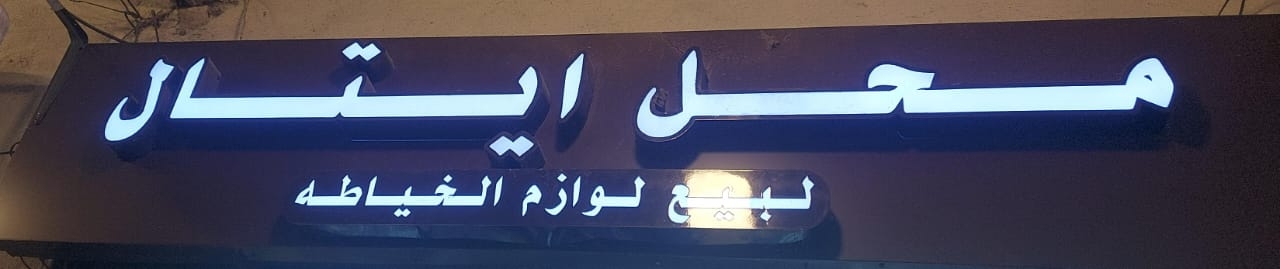 محل ايتال
لبيع لوازم الخياطه